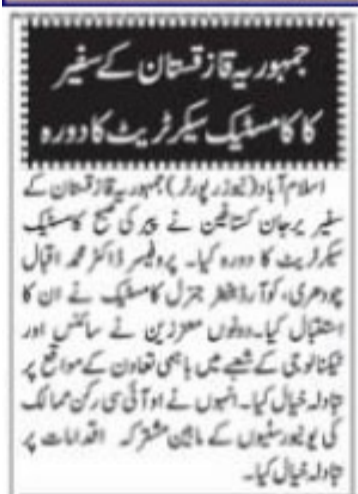 جمہوریہ قازقستان کے سفیر
کا کامسٹیک سیکرٹریٹ کا دورہ
اسلام آباد (نیوز رپورٹر) جمہوریہ قازقستان کے
سفیر یرجان کستافین نے پیر کی صبح کامسٹیک
سیکرٹریٹ کا دورہ کیا۔ پروفیسر ڈاکٹر محمد اقبال
چودھری، کوآرڈینیٹر جنرل کامسٹیک نے ان کا
استقبال کیا۔ دونوں معززین نے سائنس اور
ٹیکنالوجی کے شعبے میں باہمی تعاون کے مواقع پر
تبادلہ خیال کیا۔ انہوں نے او آئی سی رکن ممالک
کی یونیورسٹیوں کے مابین مشترکہ اقدامات پر
تبادلہ خیال کیا۔